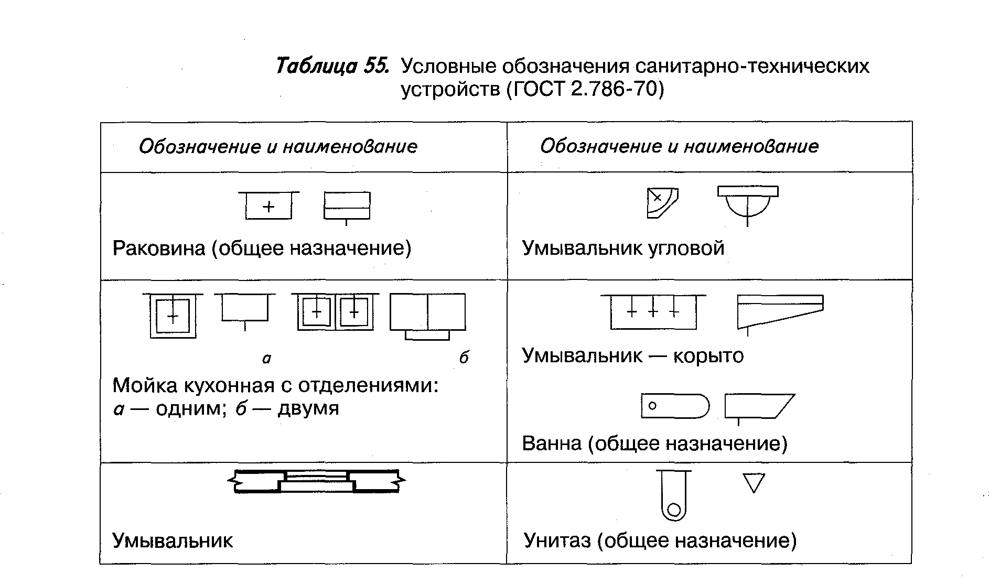 Таблица 55. Условные обозначения санитарно-технических
устройств (ГОСТ 2.786-70)
Обозначение и наименование
Обозначение и наименование
Раковина (общее назначение)
Умывальник угловой
а
б
Мойка кухонная с отделениями:
а — одним; б — двумя
Умывальник — корыто
Ванна (общее назначение)
Умывальник
Унитаз (общее назначение)